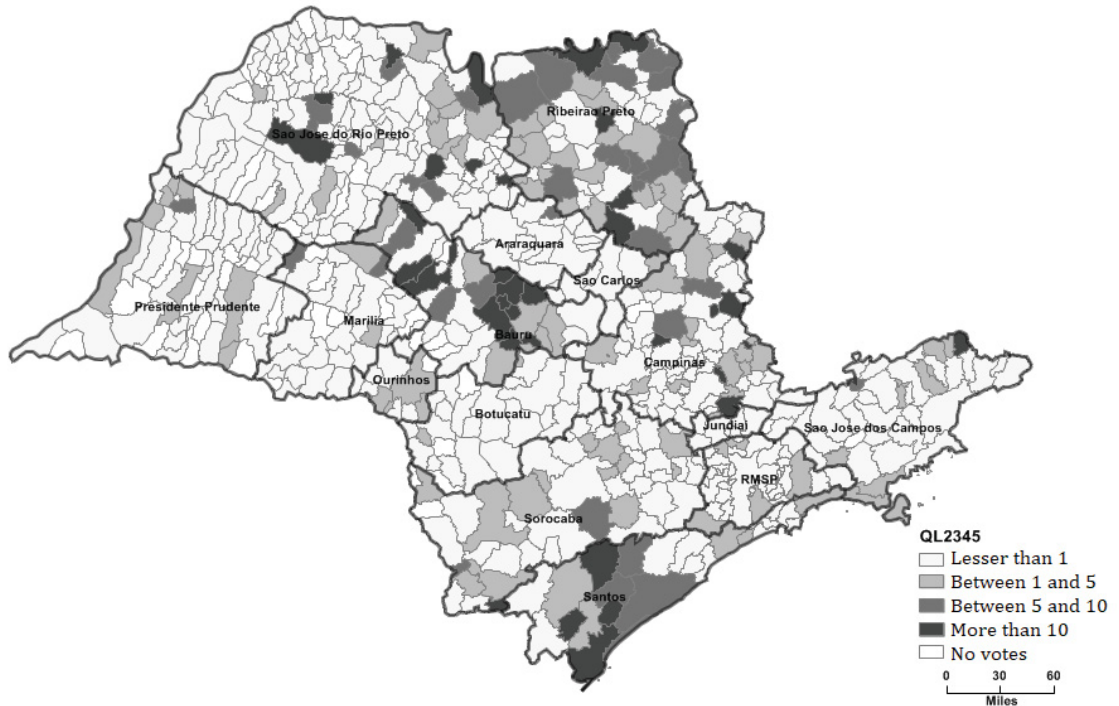 Ribeirao Preto
Sao Jose do Rio Preto
Araraquara
Sao Carlos
Presidente Prudente
Marilia
Bauru
Campinas
Ourinhos
Botucatu
Jundiai
Sao Jose dos Campos
RMSP
Sorocaba
Santos
QL2345
Lesser than 1
Between 1 and 5
Between 5 and 10
More than 10
No votes
0 30 60
Miles